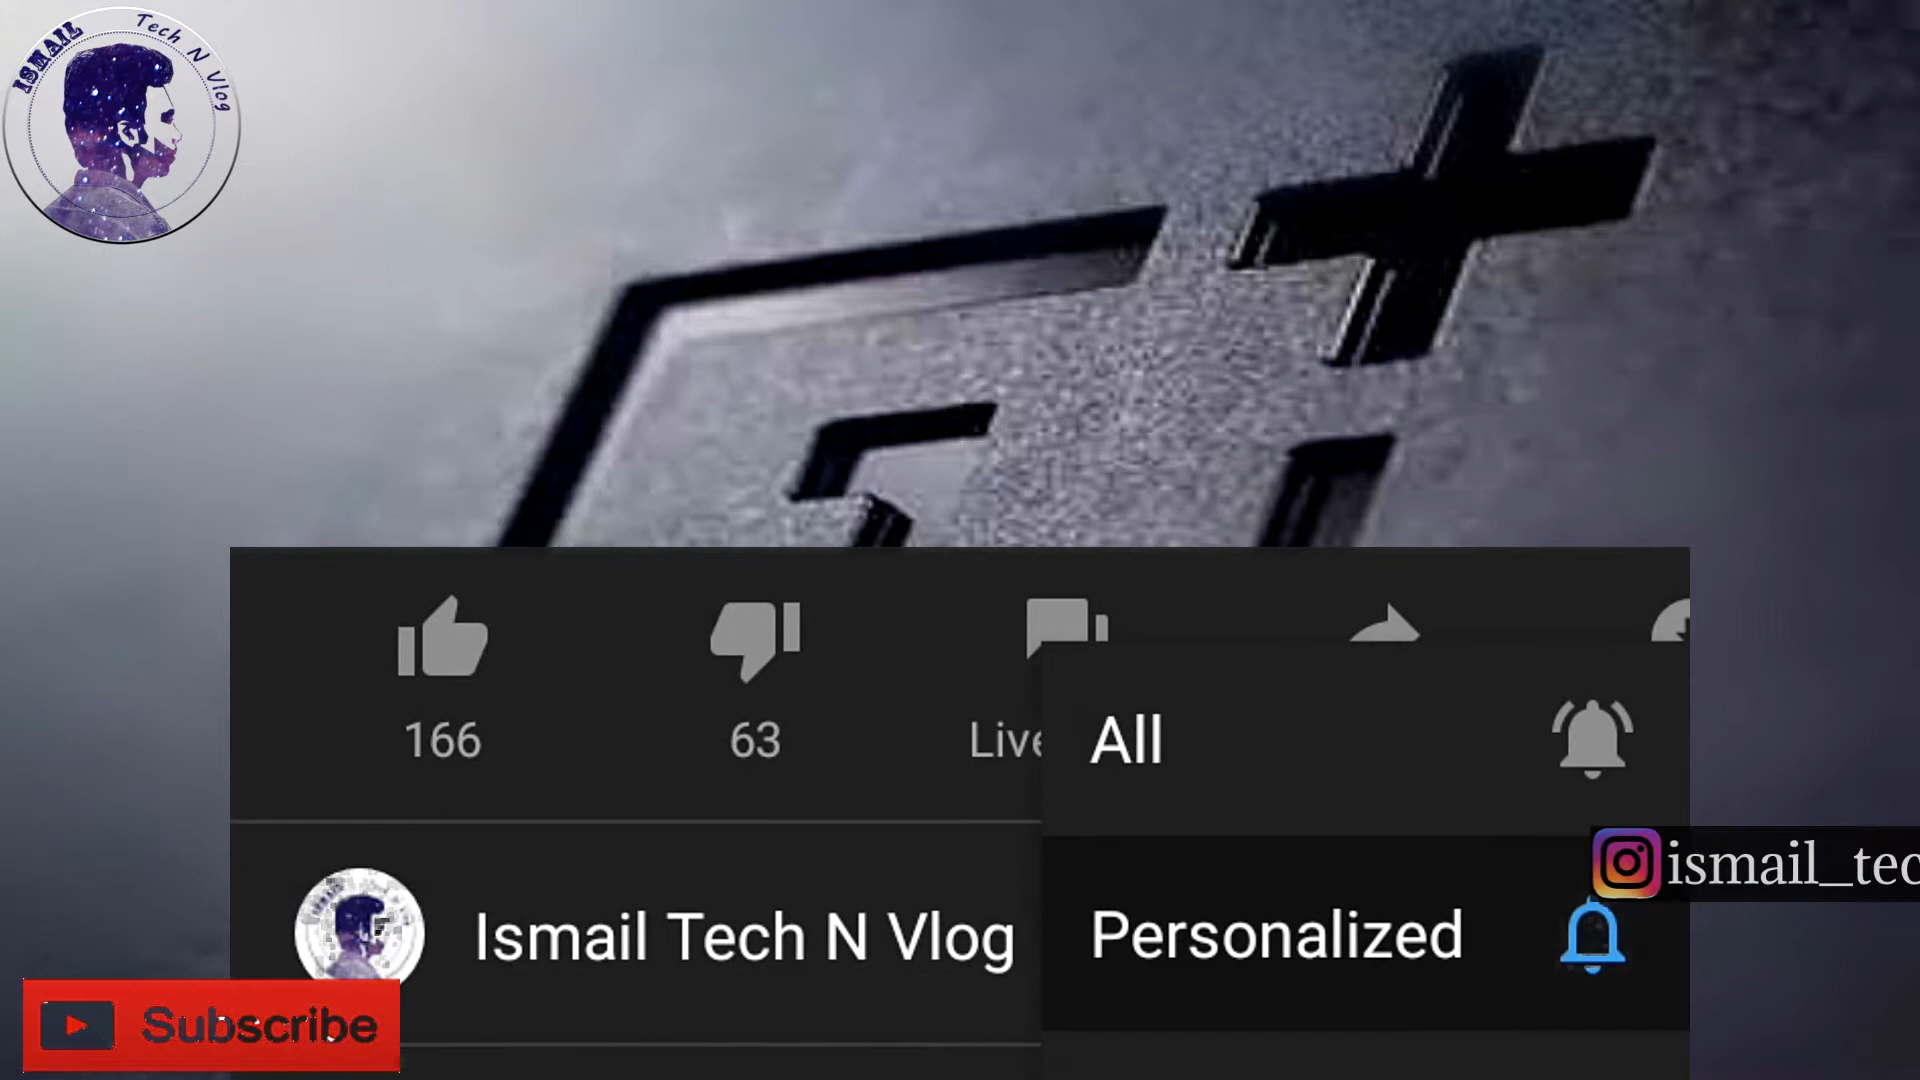 ISMAIL Tech N Vlog
166
63
Live
All
Ismail Tech N Vlog
Personalized
ismail_tec
Subscribe